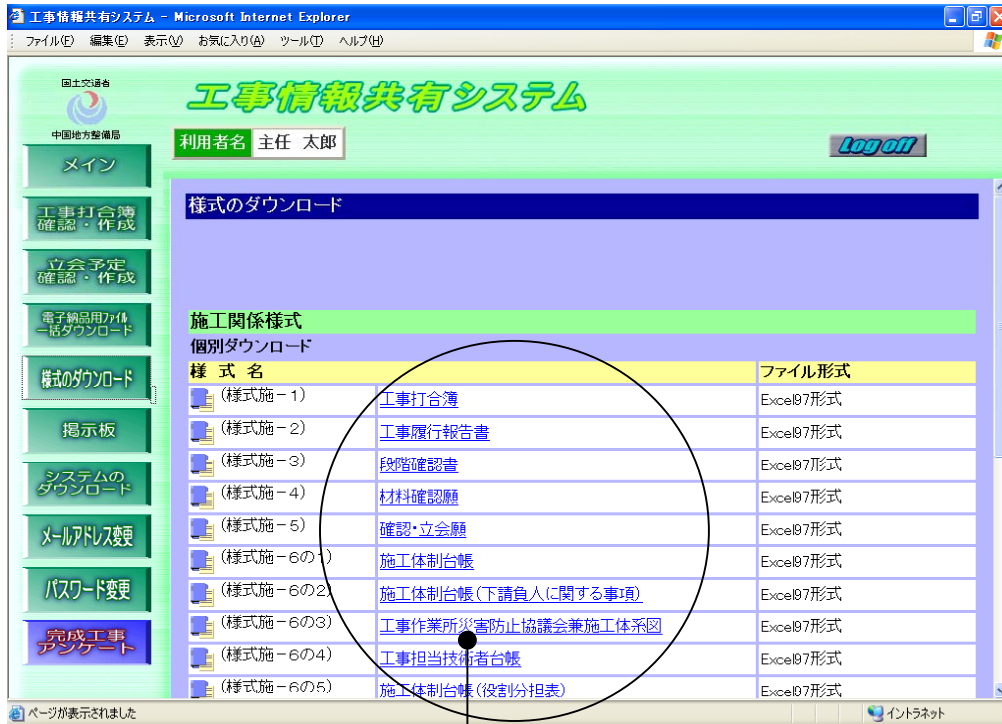 工事情報共有システム - Microsoft Internet Explorer
ファイル(F) 編集(E) 表示(V) お気に入り(A) ツール(T) ヘルプ(H)
国土交通省
中国地方整備局
工事情報共有システム
利用者名 主任 太郎
Log off
メイン
工事打合簿
確認・作成
立会予定
確認・作成
電子納品用ファイル
一括ダウンロード
様式のダウンロード
掲示板
システムの
ダウンロード
メールアドレス変更
パスワード変更
完成工事
アンケート
様式のダウンロード
施工関係様式
個別ダウンロード
様 式 名 ファイル形式
(様式施-1) 工事打合簿 Excel97形式
(様式施-2) 工事履行報告書 Excel97形式
(様式施-3) 段階確認書 Excel97形式
(様式施-4) 材料確認願 Excel97形式
(様式施-5) 確認・立会願 Excel97形式
(様式施-6の1) 施工体制台帳 Excel97形式
(様式施-6の2) 施工体制台帳(下請負人に関する事項) Excel97形式
(様式施-6の3) 工事作業所災害防止協議会兼施工体系図 Excel97形式
(様式施-6の4) 工事担当技術者台帳 Excel97形式
(様式施-6の5) 施工体制台帳(役割分担表) Excel97形式
ページが表示されました イントラネット